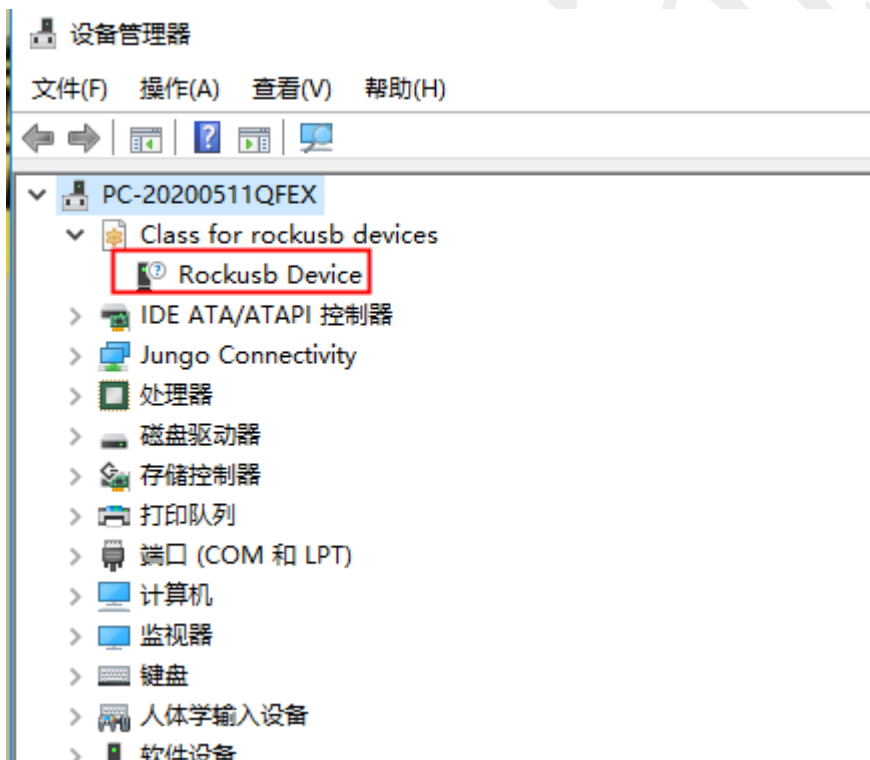 设备管理器
文件(F) 操作(A) 查看(V) 帮助(H)
PC-20200511QFEX
Class for rockusb devices
Rockusb Device
IDE ATA/ATAPI 控制器
Jungo Connectivity
处理器
磁盘驱动器
存储控制器
打印队列
端口 (COM 和 LPT)
计算机
监视器
键盘
人体学输入设备
软件设备